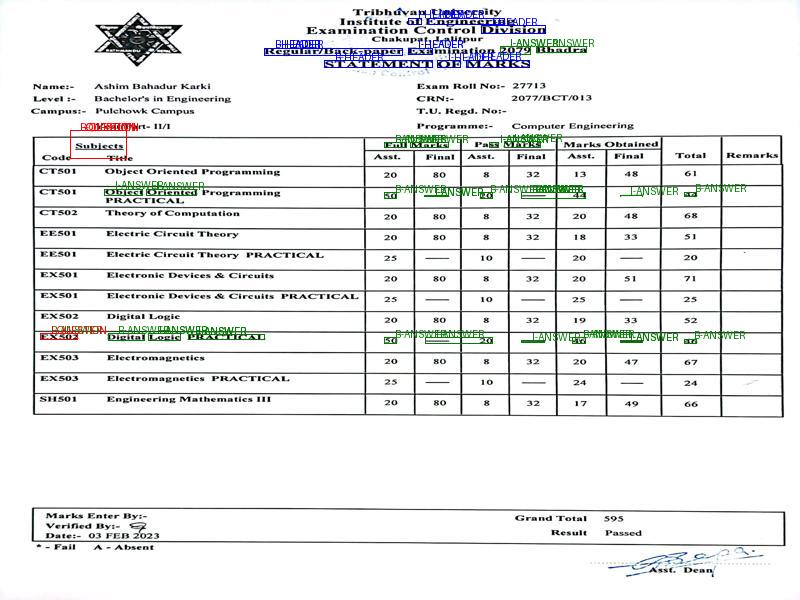 Tribhuvan University
Institute of Engineering
Examination Control Division
Chakupat, Lalitpur
Regular/Back-paper Examination 2079 Bhadra
STATEMENT OF MARKS
Name:- Ashim Bahadur Karki Exam Roll No:- 27713
Level :- Bachelor's in Engineering CRN:- 2077/BCT/013
Campus:- Pulchowk Campus T.U. Regd. No:-
II/I Programme:- Computer Engineering
Subjects Full Marks Pass Marks Marks Obtained Total Remarks
Code Title Asst. Final Asst. Final Asst. Final
CT501 Object Oriented Programming 20 80 8 32 13 48 61
CT501 Object Oriented Programming PRACTICAL 50 — 20 — 44 — 44
CT502 Theory of Computation 20 80 8 32 20 48 68
EE501 Electric Circuit Theory 20 80 8 32 18 33 51
EE501 Electric Circuit Theory PRACTICAL 25 — 10 — 20 — 20
EX501 Electronic Devices & Circuits 20 80 8 32 20 51 71
EX501 Electronic Devices & Circuits PRACTICAL 25 — 10 — 25 — 25
EX502 Digital Logic 20 80 8 32 19 33 52
EX502 Digital Logic PRACTICAL 50 — 20 — 46 — 46
EX503 Electromagnetics 20 80 8 32 20 47 67
EX503 Electromagnetics PRACTICAL 25 — 10 — 24 — 24
SH501 Engineering Mathematics III 20 80 8 32 17 49 66
Marks Enter By:-
Verified By:-
Date:- 03 FEB 2023
Grand Total 595
Result Passed
* - Fail A - Absent
Asst. Dean